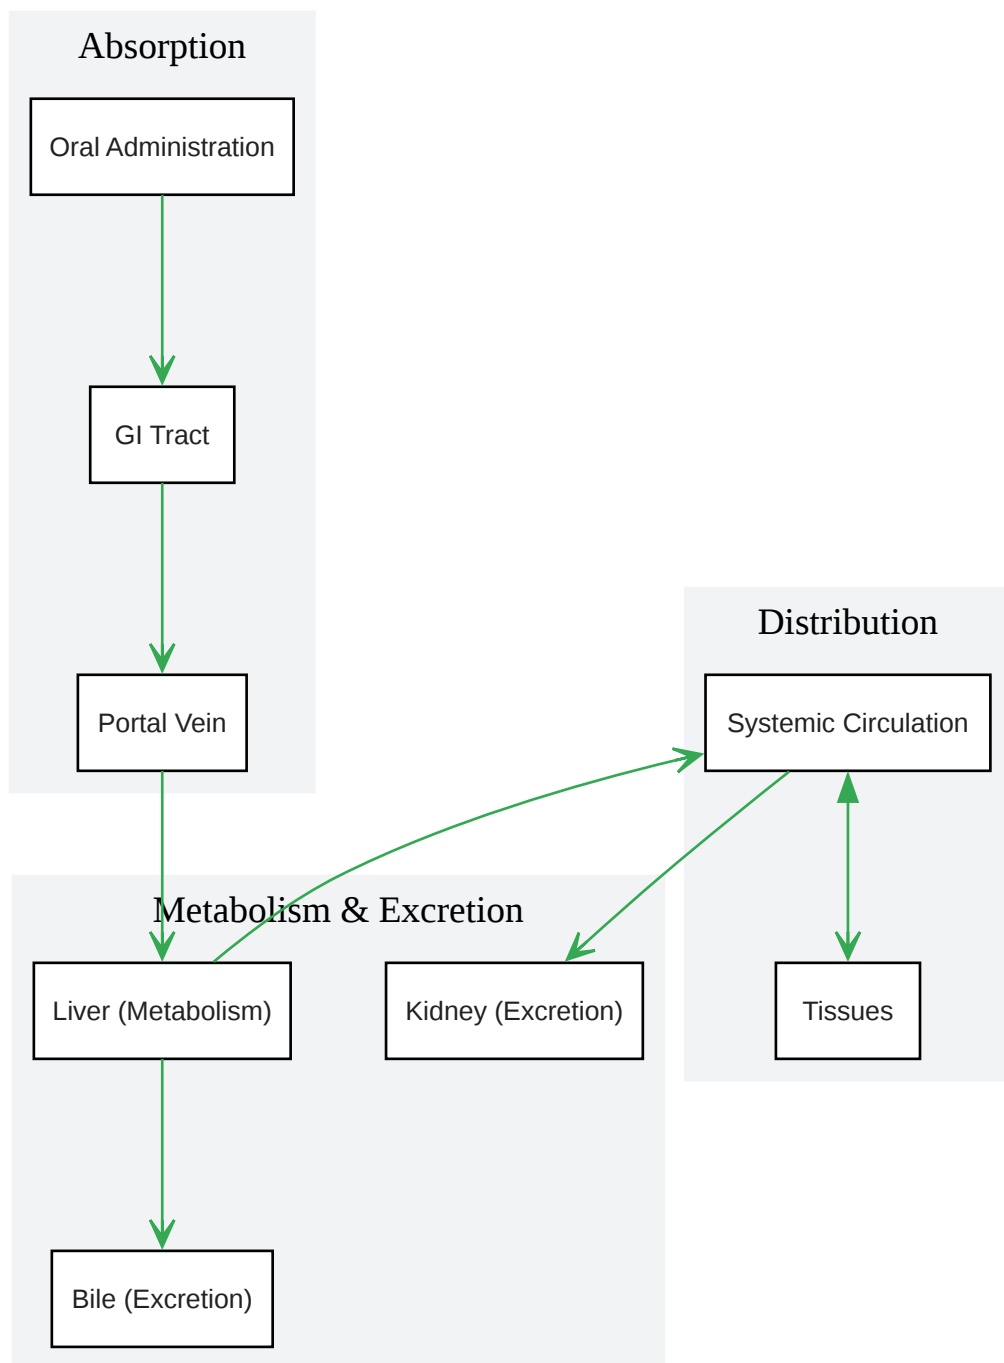 Absorption
Oral Administration
GI Tract
Portal Vein
Distribution
Systemic Circulation
Tissues
Metabolism & Excretion
Liver (Metabolism)
Kidney (Excretion)
Bile (Excretion)